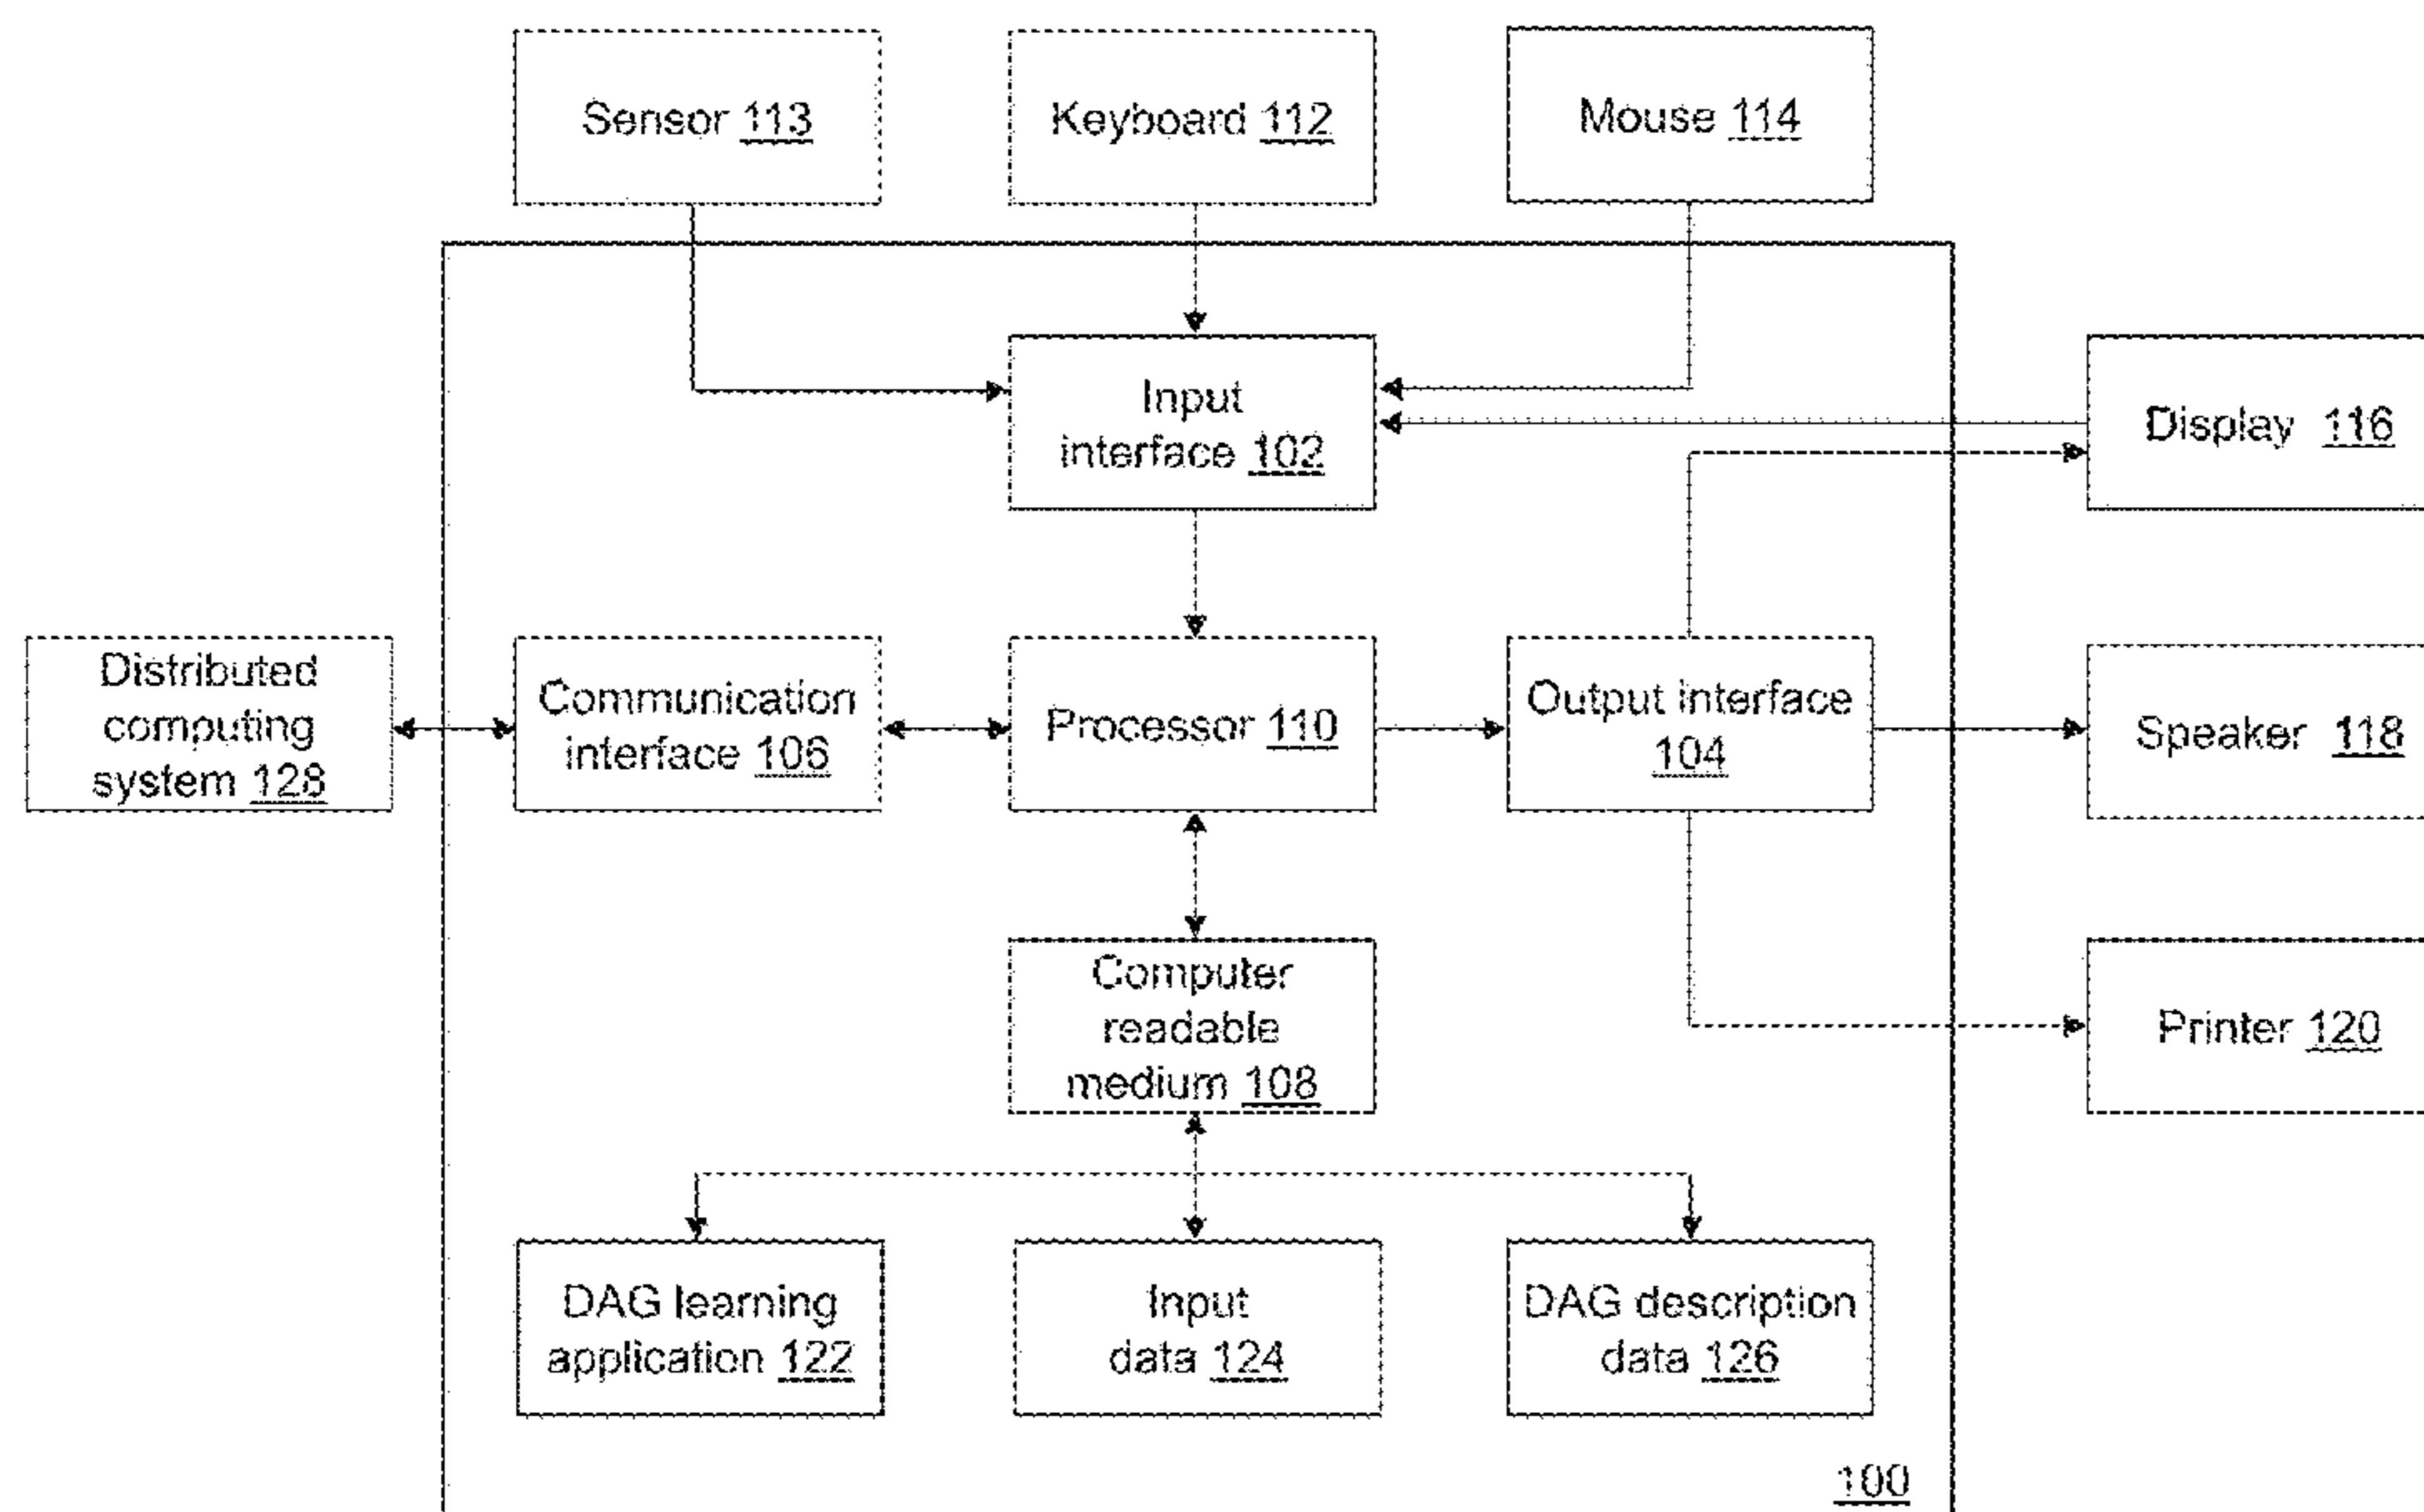 Sensor 113
Keyboard 112
Mouse 114
Input
interface 102
Display 116
Distributed
computing
system 128
Communication
interface 106
Processor 110
Output interface
104
Speaker 118
Computer
readable
medium 108
Printer 120
DAG learning
application 122
Input
data 124
DAG description
data 126
100